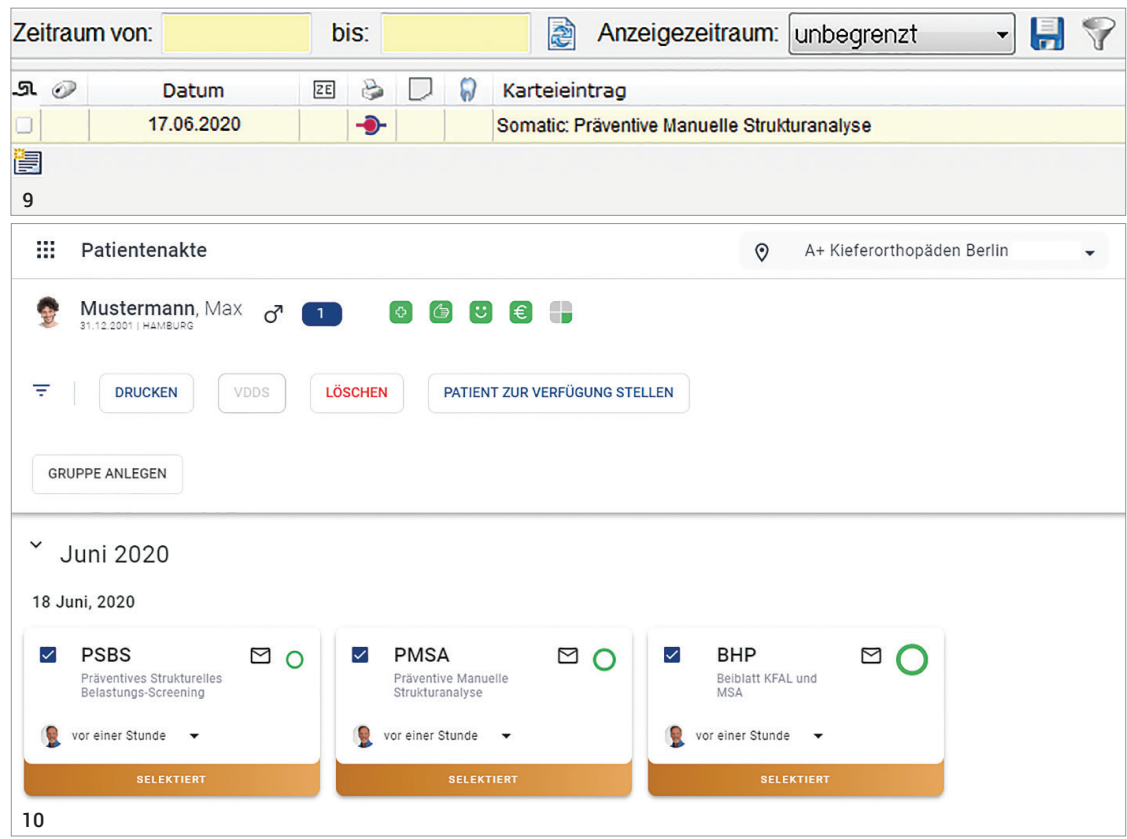 Zeitraum von: bis: Anzeigezeitraum: unbegrenzt
Datum ZE Karteieintrag
17.06.2020 Somatic: Präventive Manuelle Strukturanalyse
9
Patientenakte A+ Kieferorthopäden Berlin
Mustermann, Max 1 €
31.12.2001 | HAMBURG
DRUCKEN VDDS LÖSCHEN PATIENT ZUR VERFÜGUNG STELLEN
GRUPPE ANLEGEN
Juni 2020
18 Juni, 2020
PSBS
Präventives Strukturelles
Belastungs-Screening
vor einer Stunde
SELEKTIERT
PMSA
Präventive Manuelle
Strukturanalyse
vor einer Stunde
SELEKTIERT
BHP
Beiblatt KFAL und
MSA
vor einer Stunde
SELEKTIERT
10